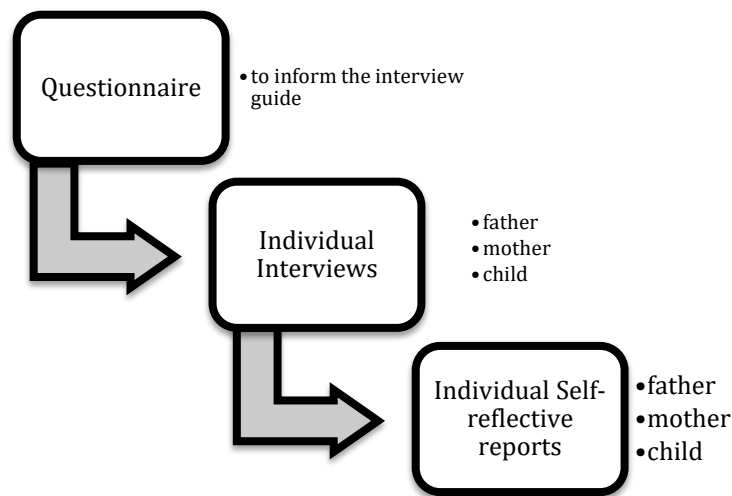 Questionnaire
•to inform the interview
guide
Individual
Interviews
•father
•mother
•child
Individual Self-
reflective
reports
•father
•mother
•child